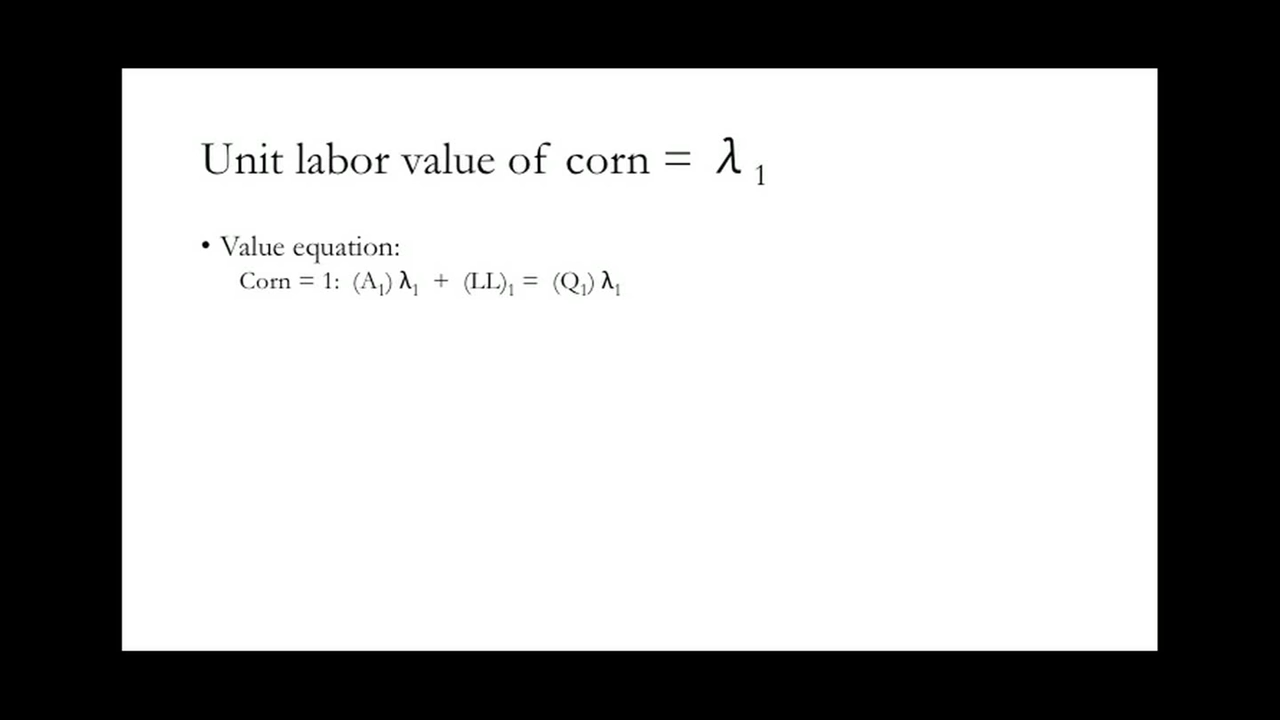 Unit labor value of corn = λ₁
• Value equation:
Corn = 1: (A₁) λ₁ + (LL)₁ = (Q₁) λ₁